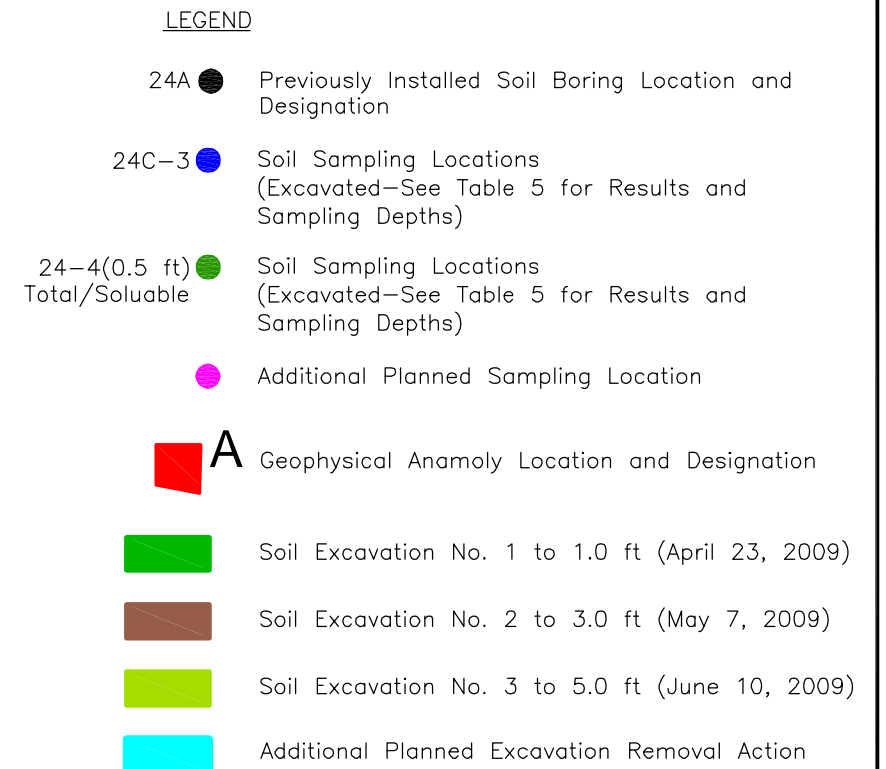 LEGEND
24A Previously Installed Soil Boring Location and
Designation
24C-3 Soil Sampling Locations
(Excavated-See Table 5 for Results and
Sampling Depths)
24-4(0.5 ft) Soil Sampling Locations
Total/Soluable (Excavated-See Table 5 for Results and
Sampling Depths)
Additional Planned Sampling Location
A Geophysical Anamoly Location and Designation
Soil Excavation No. 1 to 1.0 ft (April 23, 2009)
Soil Excavation No. 2 to 3.0 ft (May 7, 2009)
Soil Excavation No. 3 to 5.0 ft (June 10, 2009)
Additional Planned Excavation Removal Action